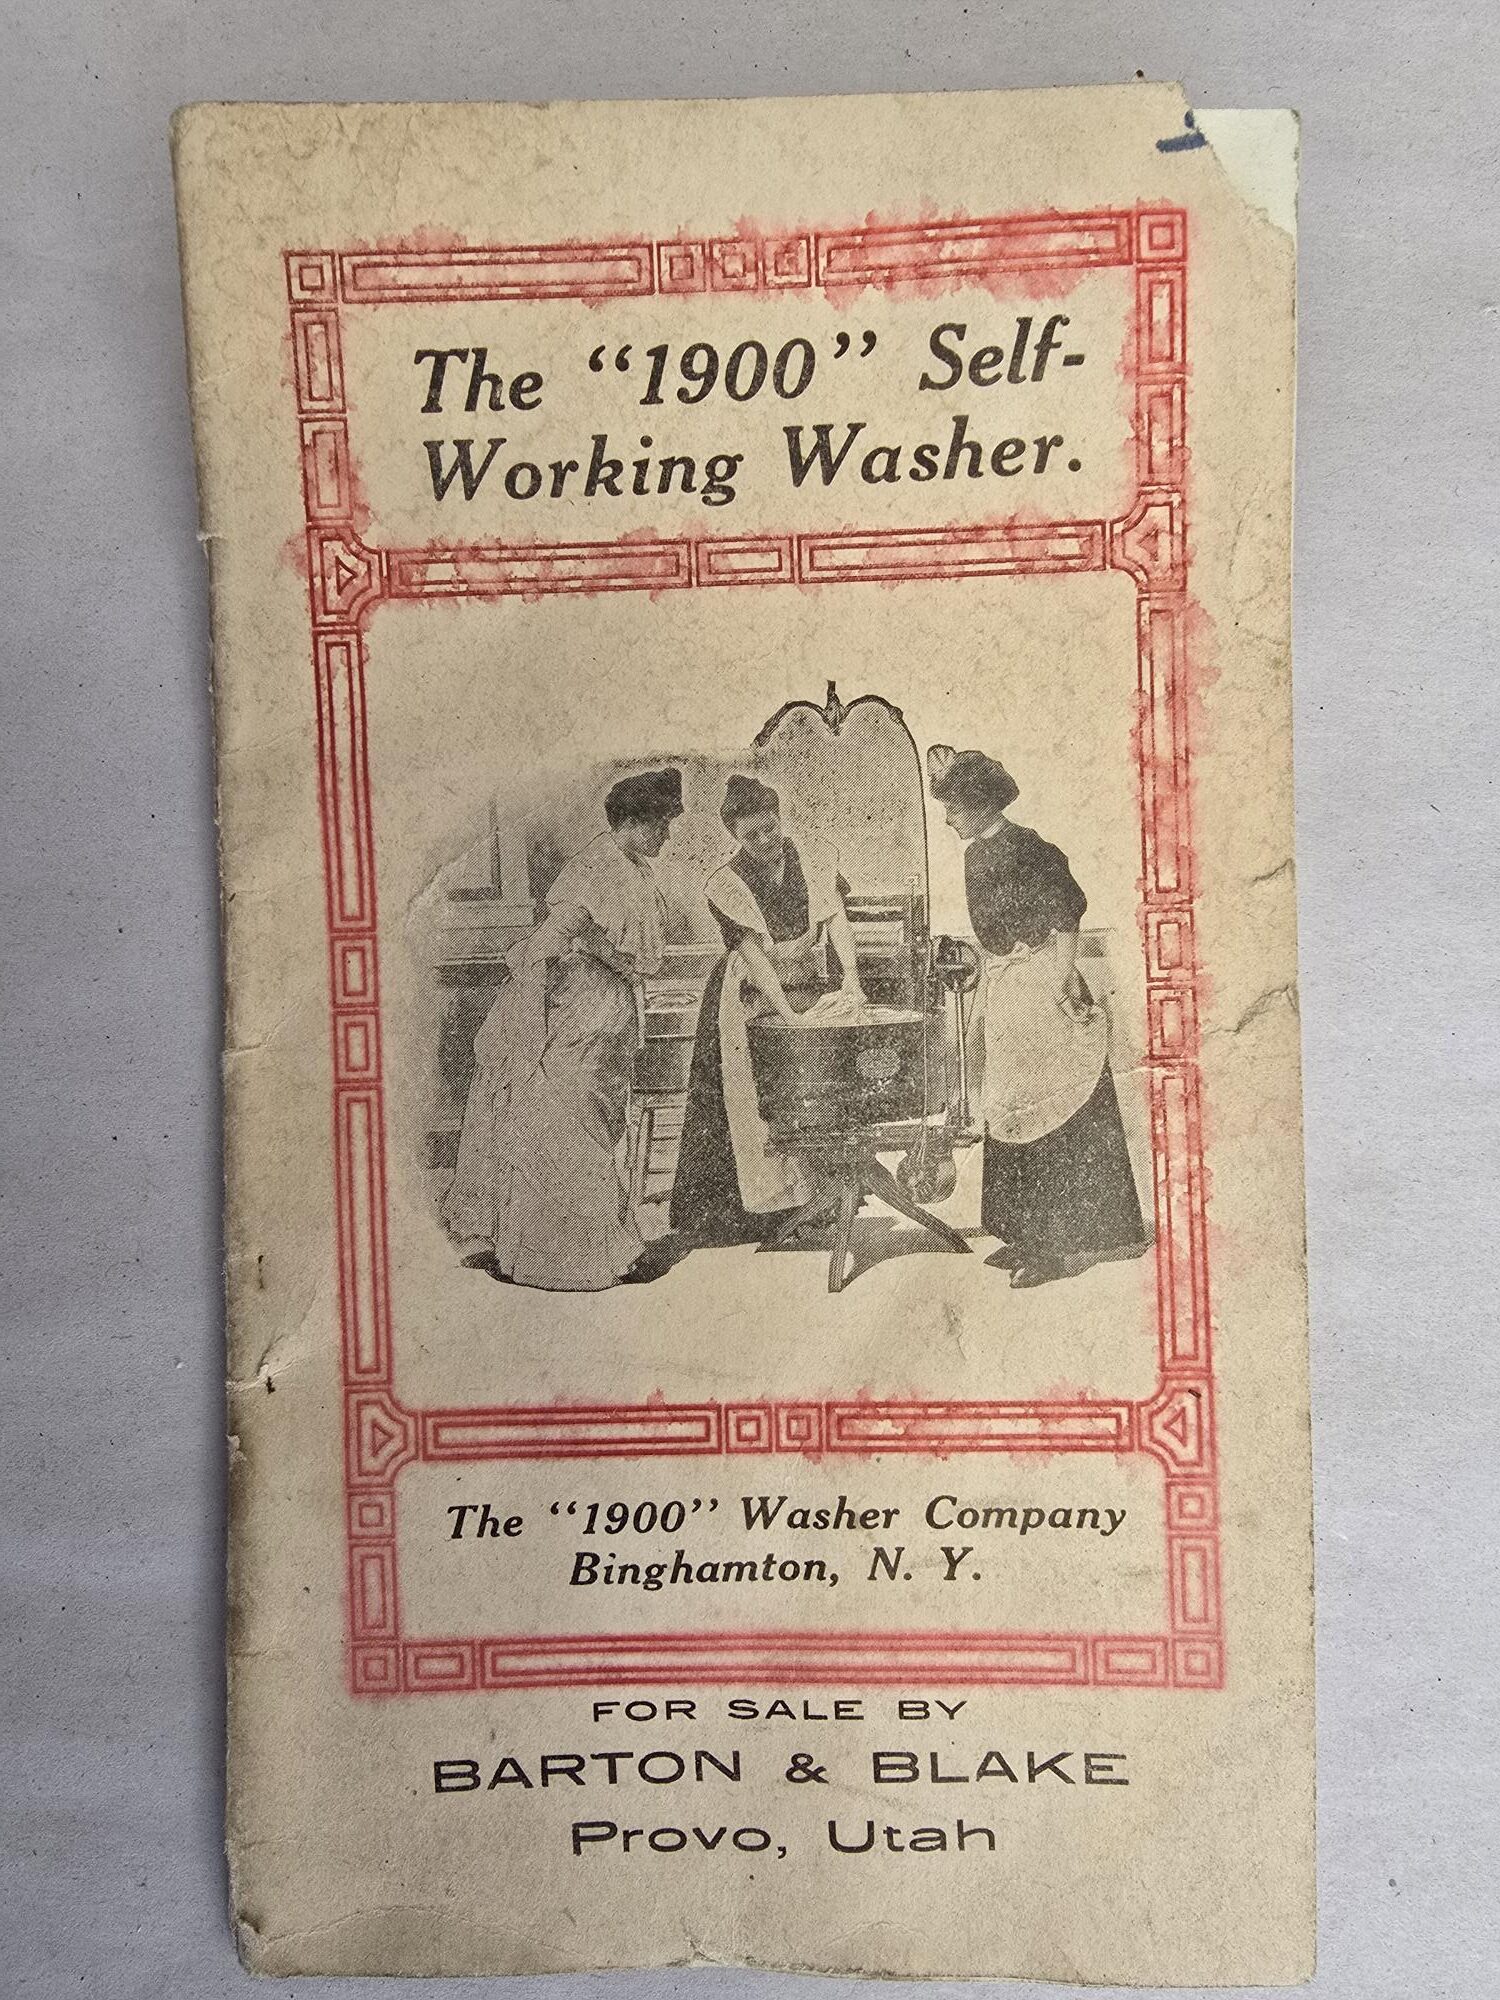 The “1900” Self-
Working Washer.
The “1900” Washer Company
Binghamton, N. Y.
FOR SALE BY
BARTON & BLAKE
Provo, Utah